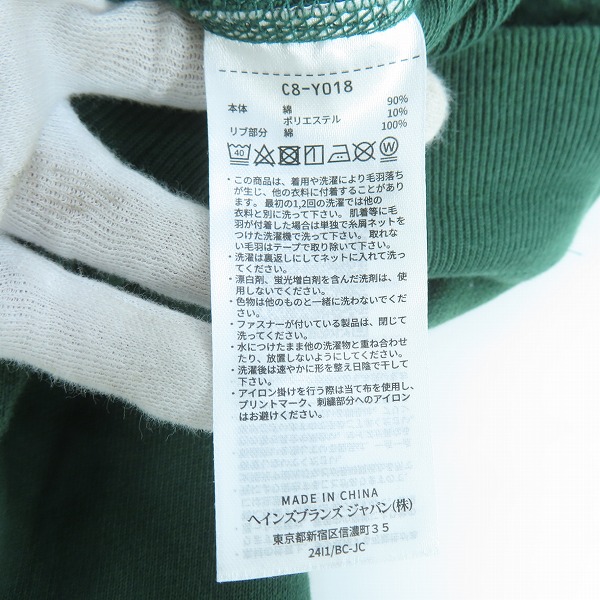 C8-Y018
本体 綿 90%
ポリエステル 10%
リブ部分 綿 100%
40 W
・この商品は、着用や洗濯により毛羽落ち
が生じ、他の衣料に付着することがあり
ます。最初の1,2回の洗濯では他の
衣料と別に洗って下さい。肌着等に毛
羽が付着した場合は単独で糸屑ネットを
つけた洗濯機で洗って下さい。取れな
い毛羽はテープで取り除いて下さい。
・洗濯は裏返しにしてネットに入れて洗っ
てください。
・漂白剤、蛍光増白剤を含んだ洗剤は、使
用しないでください。
・色物は他のものと一緒に洗わないでくだ
さい。
・ファスナーが付いている製品は、閉じて
洗ってください。
・水につけたまま他の洗濯物と重ね合わせ
たり、放置しないようにしてください。
・洗濯後は速やかに形を整え日陰で干して
下さい。
・アイロン掛けを行う際は当て布を使用し、
プリントマーク、刺繍部分へのアイロン
はお避けください。
MADE IN CHINA
ヘインズブランズ ジャパン(株)
東京都新宿区信濃町35
24I1/BC-JC